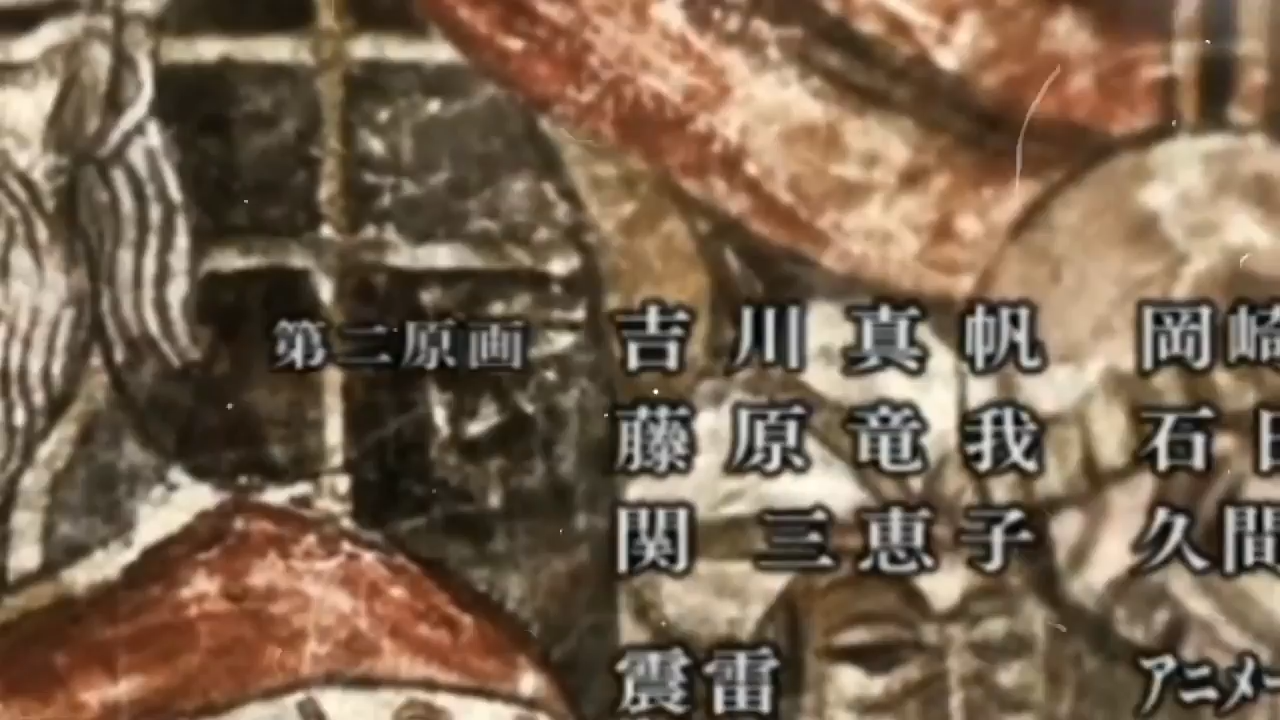 第二原画 吉川真帆 岡崎
藤原竜我 石
関三恵子 久間
震雷 アニメー